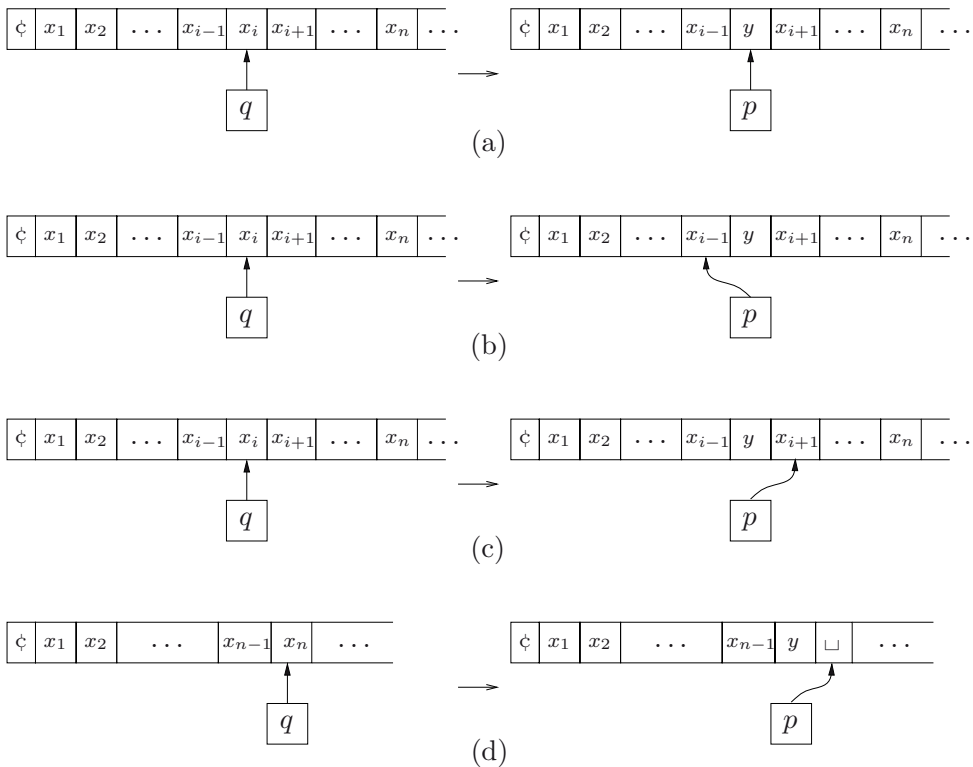 ¢ x₁ x₂ ... xᵢ₋₁ xᵢ xᵢ₊₁ ... xₙ ... ¢ x₁ x₂ ... xᵢ₋₁ y xᵢ₊₁ ... xₙ ...
q p
(a)
¢ x₁ x₂ ... xᵢ₋₁ xᵢ xᵢ₊₁ ... xₙ ... ¢ x₁ x₂ ... xᵢ₋₁ y xᵢ₊₁ ... xₙ ...
q p
(b)
¢ x₁ x₂ ... xᵢ₋₁ xᵢ xᵢ₊₁ ... xₙ ... ¢ x₁ x₂ ... xᵢ₋₁ y xᵢ₊₁ ... xₙ ...
q p
(c)
¢ x₁ x₂ ... xₙ₋₁ xₙ ... ¢ x₁ x₂ ... xₙ₋₁ y ␣ ...
q p
(d)